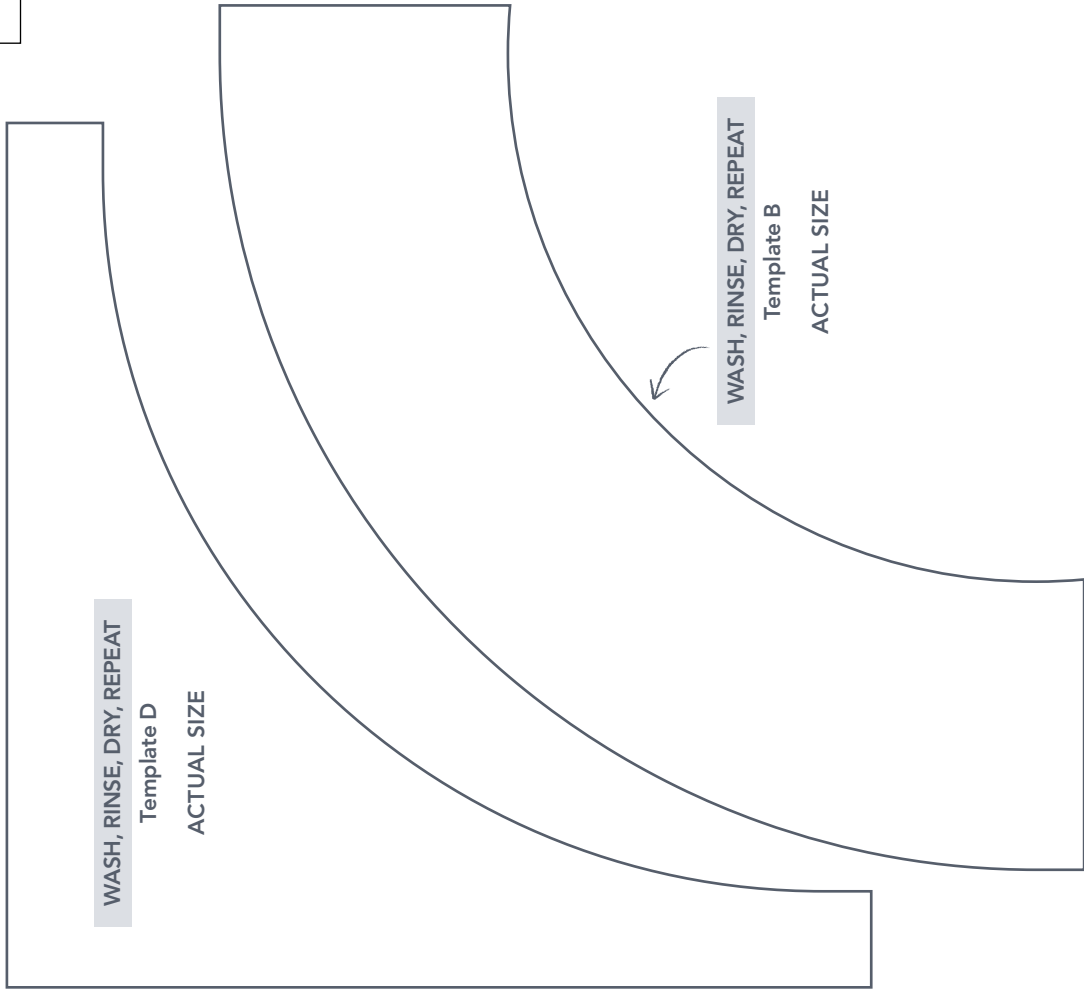 WASH, RINSE, DRY, REPEAT
Template D
ACTUAL SIZE
WASH, RINSE, DRY, REPEAT
Template B
ACTUAL SIZE